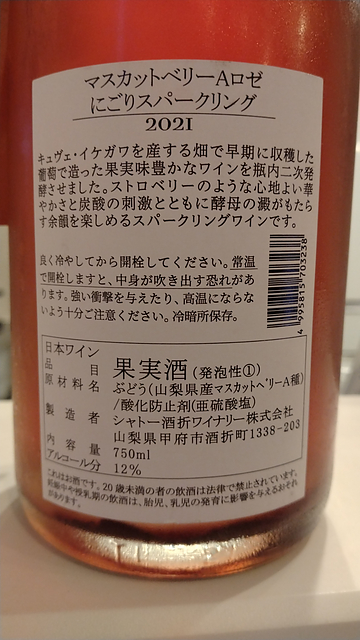 マスカットベリーAロゼ
にごりスパークリング
2021
キュヴェ・イケガワを産する畑で早期に収穫した
葡萄で造った果実味豊かなワインを瓶内二次発
酵させました。ストロベリーのような心地よい華
やかさと炭酸の刺激とともに酵母の澱がもたら
す余韻を楽しめるスパークリングワインです。
良く冷やしてから開栓してください。常温
で開栓しますと、中身が吹き出す恐れがあ
ります。強い衝撃を与えたり、高温にならな
いよう十分ご注意ください。冷暗所保存。
4 995815 703238
日本ワイン
品目 果実酒(発泡性①)
原材料名 ぶどう(山梨県産マスカットベリーA種)
/酸化防止剤(亜硫酸塩)
製造者 シャトー酒折ワイナリー株式会社
山梨県甲府市酒折町1338-203
内容量 750ml
アルコール分 12%
これはお酒です。20歳未満の者の飲酒は法律で禁止されています。
妊娠中や授乳期の飲酒は、胎児、乳児の発育に影響を与えるおそれ
があります。